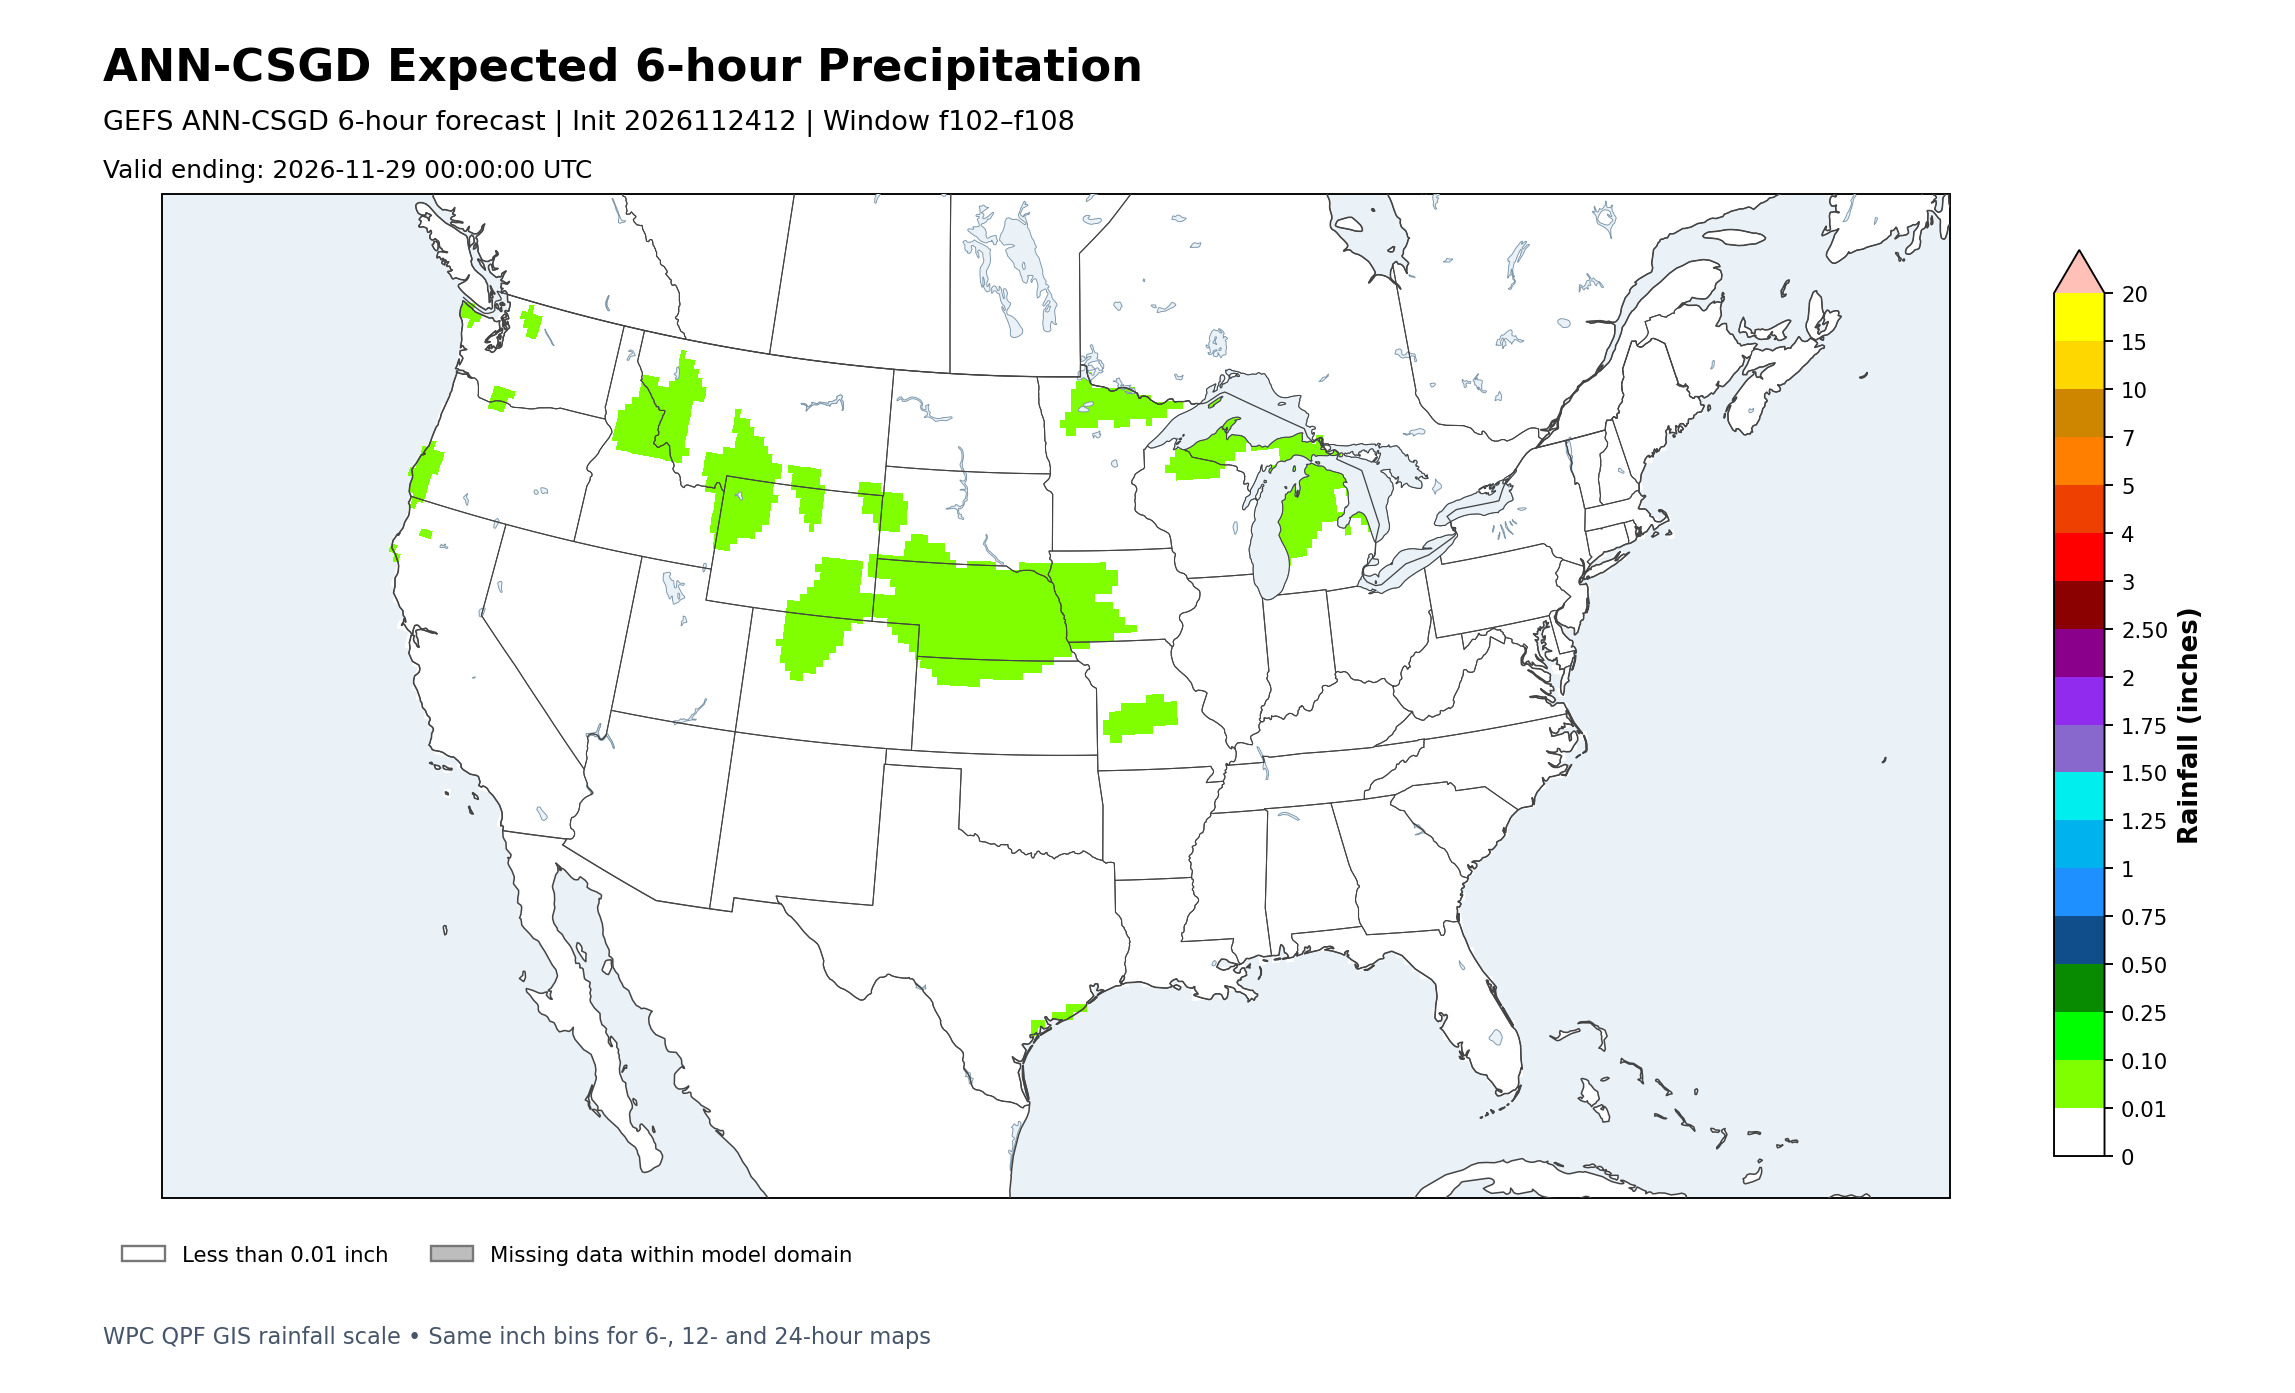 ANN-CSGD Expected 6-hour Precipitation
GEFS ANN-CSGD 6-hour forecast | Init 2026112412 | Window f102–f108
Valid ending: 2026-11-29 00:00:00 UTC
20
15
10
7
5
4
3
2.50
2
1.75
1.50
1.25
1
0.75
0.50
0.25
0.10
0.01
0
Rainfall (inches)
Less than 0.01 inch
Missing data within model domain
WPC QPF GIS rainfall scale • Same inch bins for 6-, 12- and 24-hour maps